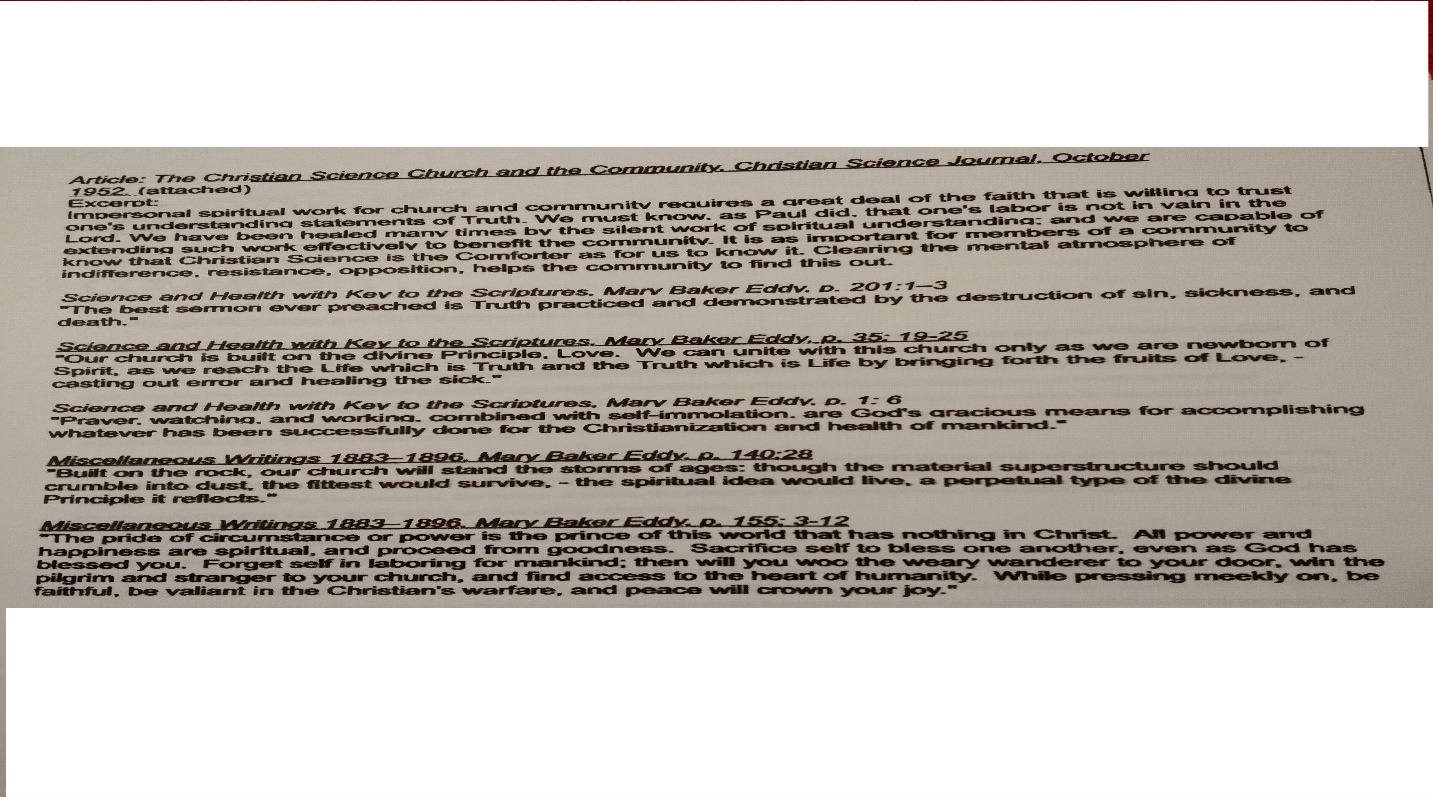 Article: The Christian Science Church and the Community, Christian Science Journal, October
1952. (attached)
Excerpt:
Impersonal spiritual work for church and community requires a great deal of the faith that is willing to trust
one's understanding statements of Truth. We must know, as Paul did, that one's labor is not in vain in the
Lord. We have been healed many times by the silent work of spiritual understanding; and we are capable of
extending such work effectively to benefit the community. It is as important for members of a community to
know that Christian Science is the Comforter as for us to know it. Clearing the mental atmosphere of
indifference, resistance, opposition, helps the community to find this out.
Science and Health with Key to the Scriptures, Mary Baker Eddy, p. 201:1–3
"The best sermon ever preached is Truth practiced and demonstrated by the destruction of sin, sickness, and
death."
Science and Health with Key to the Scriptures, Mary Baker Eddy, p. 35: 19-25
"Our church is built on the divine Principle, Love.  We can unite with this church only as we are newborn of
Spirit, as we reach the Life which is Truth and the Truth which is Life by bringing forth the fruits of Love, –
casting out error and healing the sick."
Science and Health with Key to the Scriptures, Mary Baker Eddy, p. 1: 6
"Prayer, watching, and working, combined with self-immolation, are God's gracious means for accomplishing
whatever has been successfully done for the Christianization and health of mankind."
Miscellaneous Writings 1883–1896, Mary Baker Eddy, p. 140:28
"Built on the rock, our church will stand the storms of ages: though the material superstructure should
crumble into dust, the fittest would survive, – the spiritual idea would live, a perpetual type of the divine
Principle it reflects."
Miscellaneous Writings 1883–1896, Mary Baker Eddy, p. 155: 3-12
"The pride of circumstance or power is the prince of this world that has nothing in Christ.  All power and
happiness are spiritual, and proceed from goodness.  Sacrifice self to bless one another, even as God has
blessed you.  Forget self in laboring for mankind; then will you woo the weary wanderer to your door, win the
pilgrim and stranger to your church, and find access to the heart of humanity.  While pressing meekly on, be
faithful, be valiant in the Christian's warfare, and peace will crown your joy."